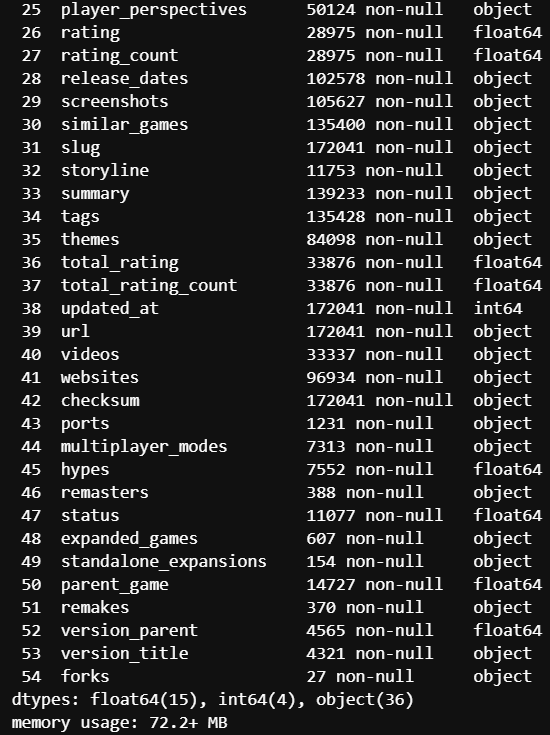 25  player_perspectives     50124 non-null   object
26  rating                  28975 non-null   float64
27  rating_count            28975 non-null   float64
28  release_dates           102578 non-null  object
29  screenshots             105627 non-null  object
30  similar_games           135400 non-null  object
31  slug                    172041 non-null  object
32  storyline               11753 non-null   object
33  summary                 139233 non-null  object
34  tags                    135428 non-null  object
35  themes                  84098 non-null   object
36  total_rating            33876 non-null   float64
37  total_rating_count      33876 non-null   float64
38  updated_at              172041 non-null  int64
39  url                     172041 non-null  object
40  videos                  33337 non-null   object
41  websites                96934 non-null   object
42  checksum                172041 non-null  object
43  ports                   1231 non-null    object
44  multiplayer_modes       7313 non-null    object
45  hypes                   7552 non-null    float64
46  remasters               388 non-null     object
47  status                  11077 non-null   float64
48  expanded_games          607 non-null     object
49  standalone_expansions   154 non-null     object
50  parent_game             14727 non-null   float64
51  remakes                 370 non-null     object
52  version_parent          4565 non-null    float64
53  version_title           4321 non-null    object
54  forks                   27 non-null      object
dtypes: float64(15), int64(4), object(36)
memory usage: 72.2+ MB